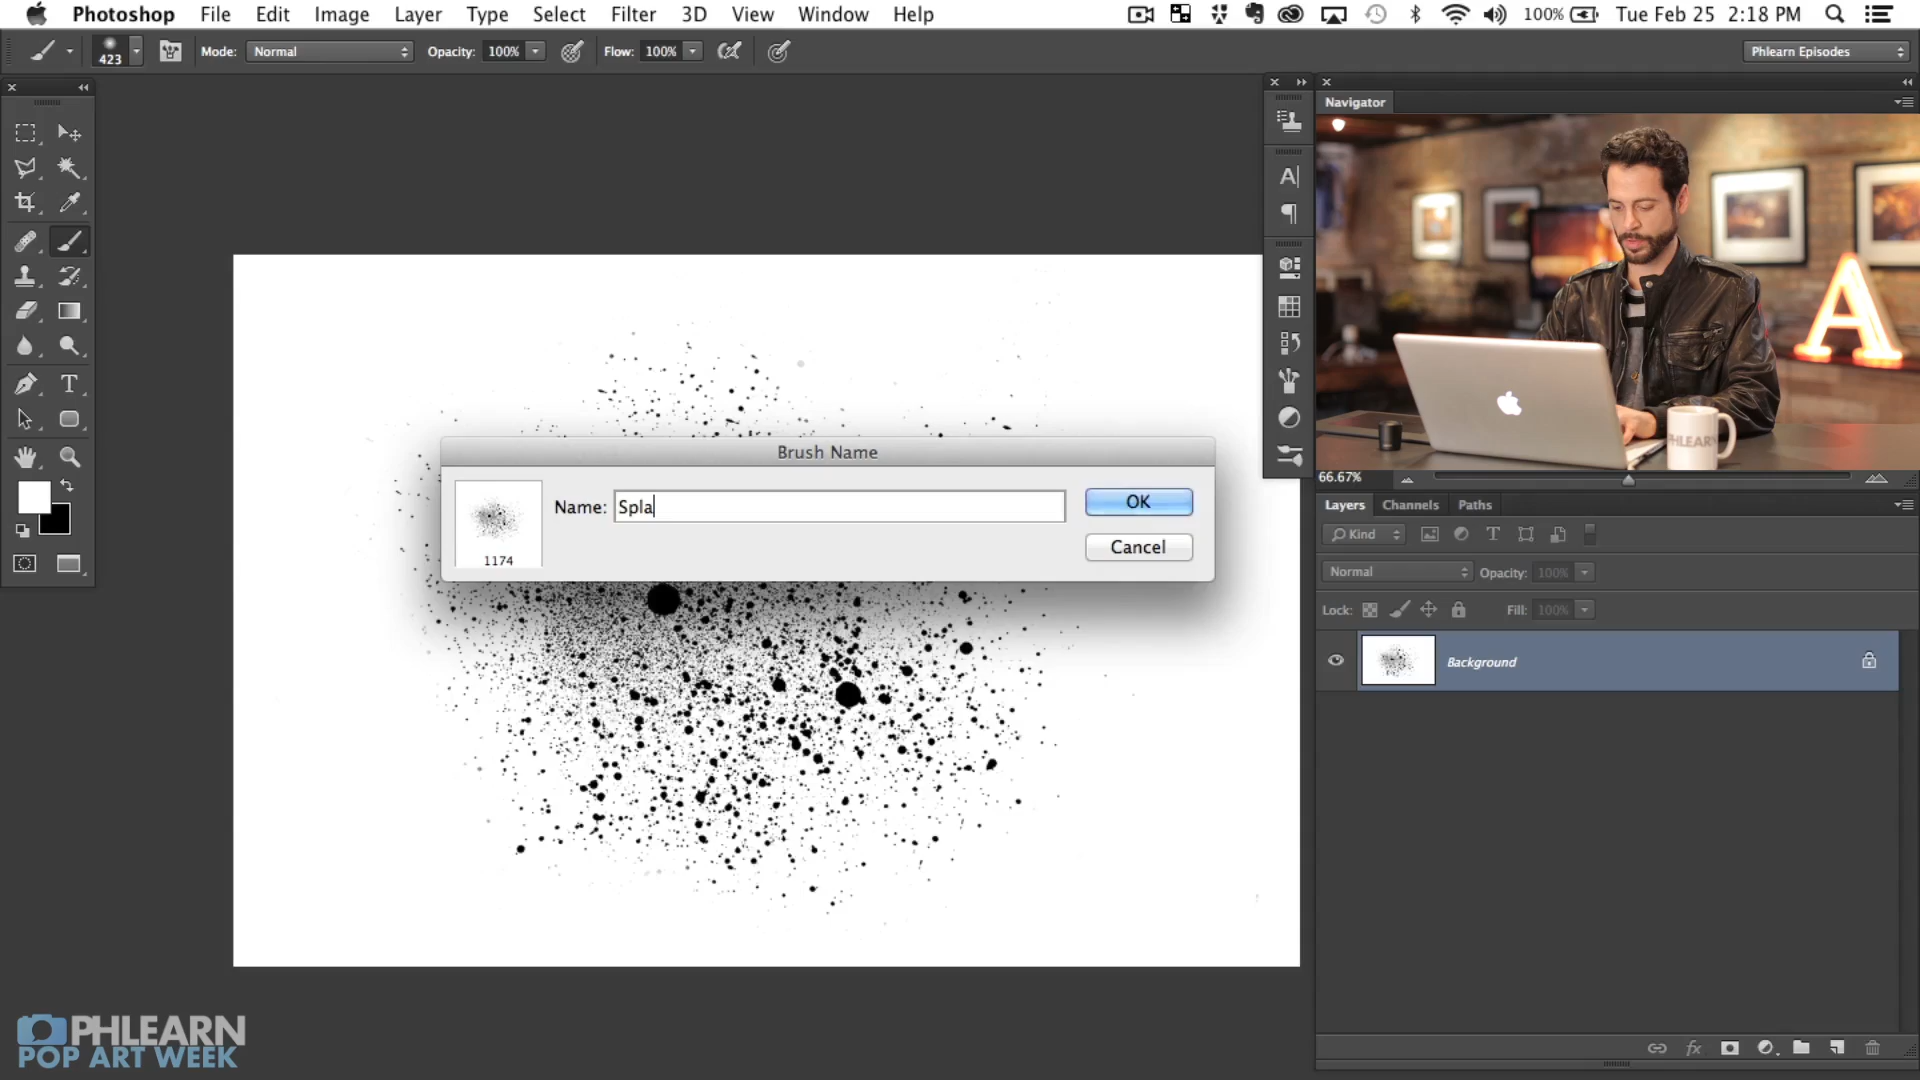 Photoshop File Edit Image Layer Type Select Filter 3D View Window Help 100% Tue Feb 25 2:18 PM
423 Mode: Normal Opacity: 100% Flow: 100% Phlearn Episodes
Navigator
A
PHLEARN
66.67%
Brush Name
Name: Spla
OK
Cancel
1174
Layers Channels Paths
Kind
Normal Opacity: 100%
Lock: Fill: 100%
Background
fx
PHLEARN
POP ART WEEK